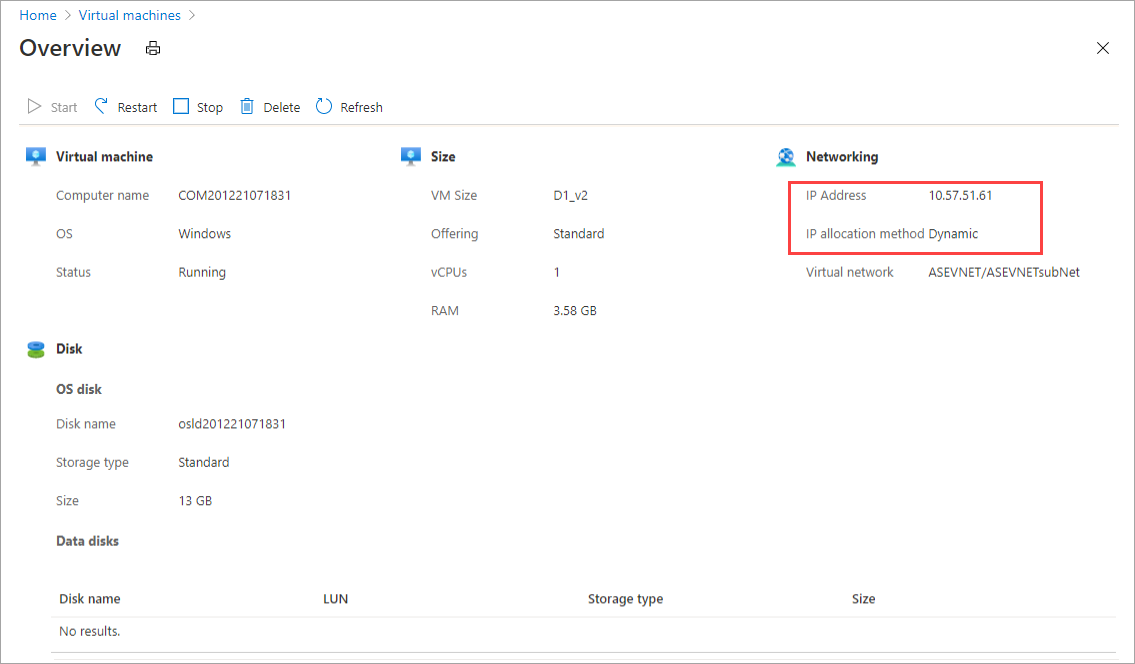 Home > Virtual machines >
Overview
Start Restart Stop Delete Refresh
Virtual machine
Computer name COM201221071831
OS Windows
Status Running
Size
VM Size D1_v2
Offering Standard
vCPUs 1
RAM 3.58 GB
Networking
IP Address 10.57.51.61
IP allocation method Dynamic
Virtual network ASEVNET/ASEVNETsubNet
Disk
OS disk
Disk name osld201221071831
Storage type Standard
Size 13 GB
Data disks
Disk name LUN Storage type Size
No results.